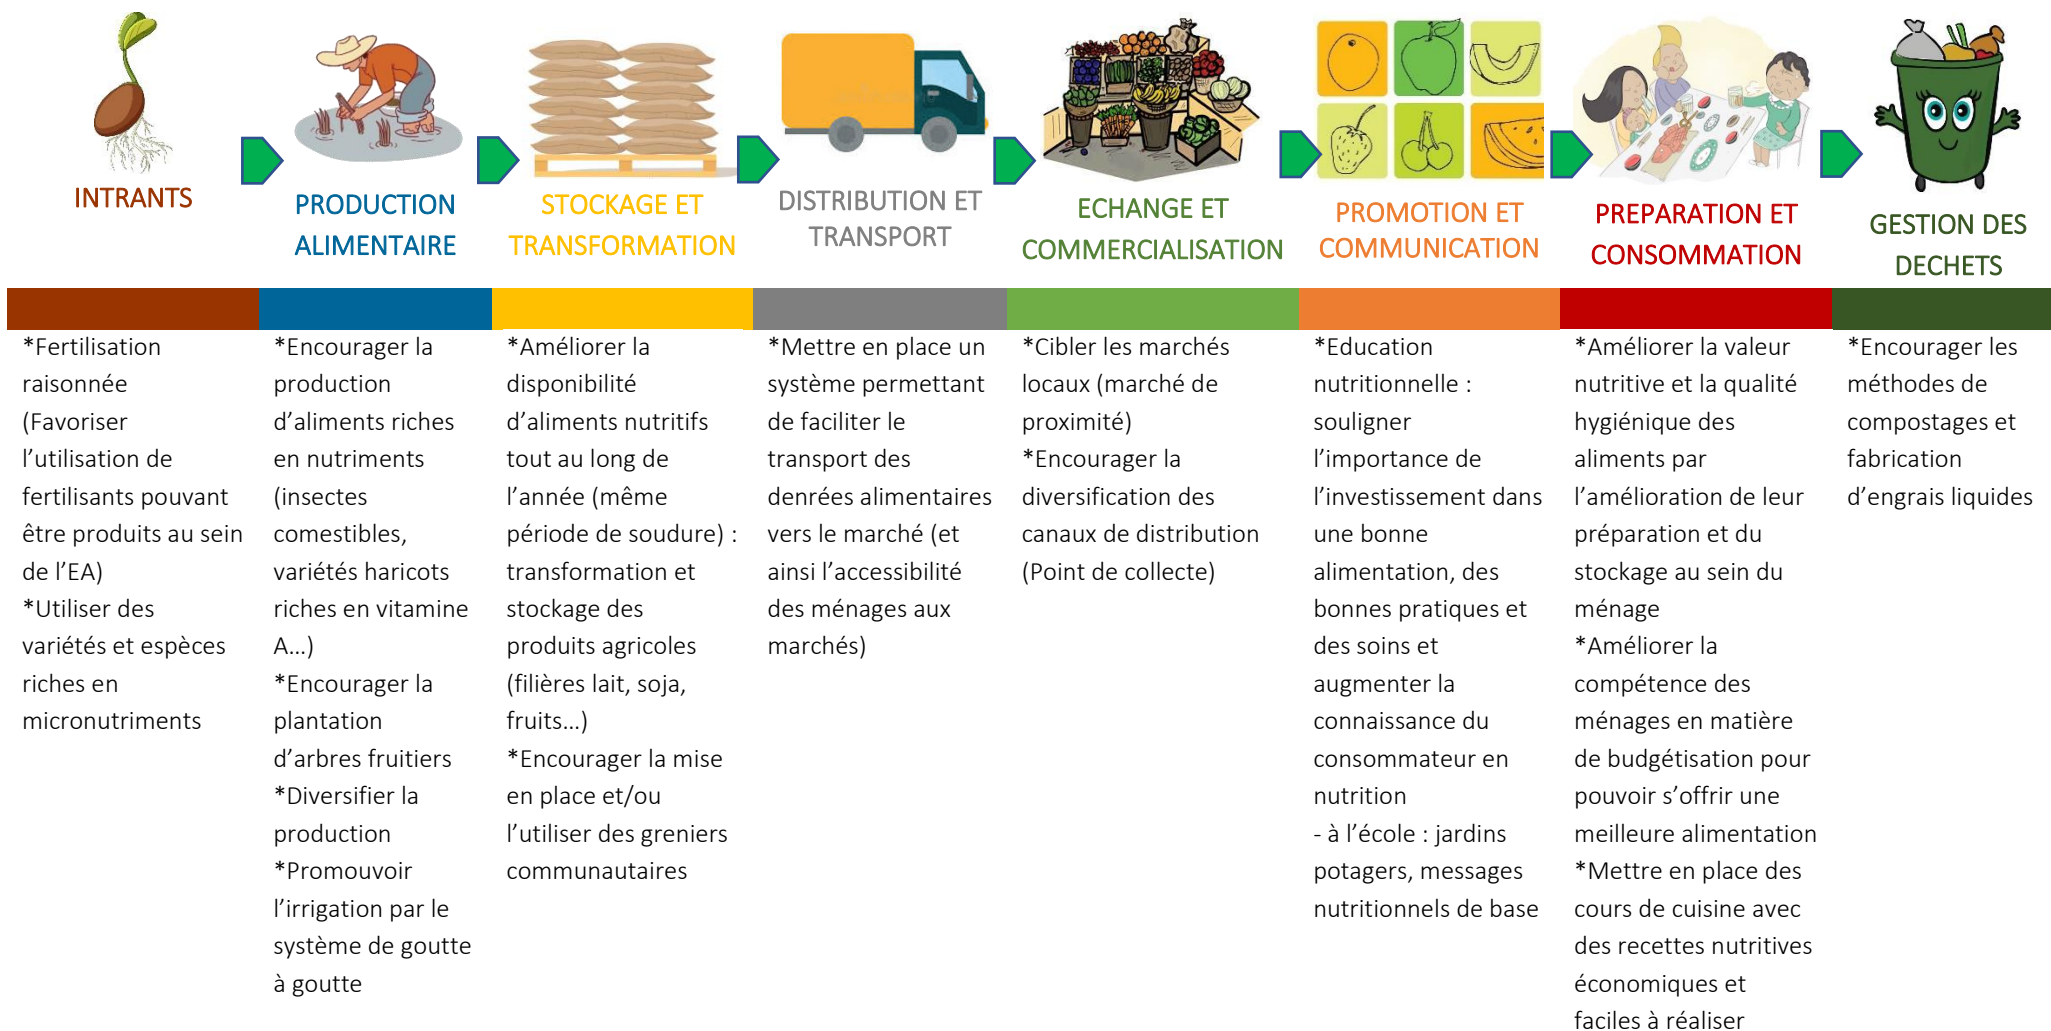 INTRANTS
PRODUCTION
ALIMENTAIRE
STOCKAGE ET
TRANSFORMATION
DISTRIBUTION ET
TRANSPORT
ECHANGE ET
COMMERCIALISATION
PROMOTION ET
COMMUNICATION
PREPARATION ET
CONSOMMATION
GESTION DES
DECHETS
*Fertilisation
raisonnée
(Favoriser
l’utilisation de
fertilisants pouvant
être produits au sein
de l’EA)
*Utiliser des
variétés et espèces
riches en
micronutriments
*Encourager la
production
d’aliments riches
en nutriments
(insectes
comestibles,
variétés haricots
riches en vitamine
A…)
*Encourager la
plantation
d’arbres fruitiers
*Diversifier la
production
*Promouvoir
l’irrigation par le
système de goutte
à goutte
*Améliorer la
disponibilité
d’aliments nutritifs
tout au long de
l’année (même
période de soudure) :
transformation et
stockage des
produits agricoles
(filières lait, soja,
fruits…)
*Encourager la mise
en place et/ou
l’utiliser des greniers
communautaires
*Mettre en place un
système permettant
de faciliter le
transport des
denrées alimentaires
vers le marché (et
ainsi l’accessibilité
des ménages aux
marchés)
*Cibler les marchés
locaux (marché de
proximité)
*Encourager la
diversification des
canaux de distribution
(Point de collecte)
*Education
nutritionnelle :
souligner
l’importance de
l’investissement dans
une bonne
alimentation, des
bonnes pratiques et
des soins et
augmenter la
connaissance du
consommateur en
nutrition
- à l’école : jardins
potagers, messages
nutritionnels de base
*Améliorer la valeur
nutritive et la qualité
hygiénique des
aliments par
l’amélioration de leur
préparation et du
stockage au sein du
ménage
*Améliorer la
compétence des
ménages en matière
de budgétisation pour
pouvoir s’offrir une
meilleure alimentation
*Mettre en place des
cours de cuisine avec
des recettes nutritives
économiques et
faciles à réaliser
*Encourager les
méthodes de
compostages et
fabrication
d’engrais liquides